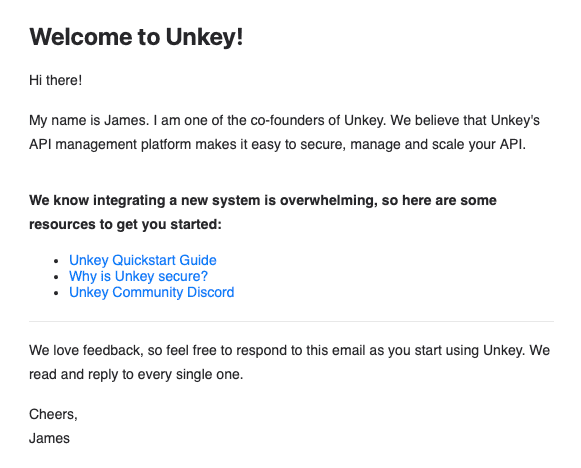 Welcome to Unkey!
Hi there!
My name is James. I am one of the co-founders of Unkey. We believe that Unkey's
API management platform makes it easy to secure, manage and scale your API.
We know integrating a new system is overwhelming, so here are some
resources to get you started:
• Unkey Quickstart Guide
• Why is Unkey secure?
• Unkey Community Discord
We love feedback, so feel free to respond to this email as you start using Unkey. We
read and reply to every single one.
Cheers,
James